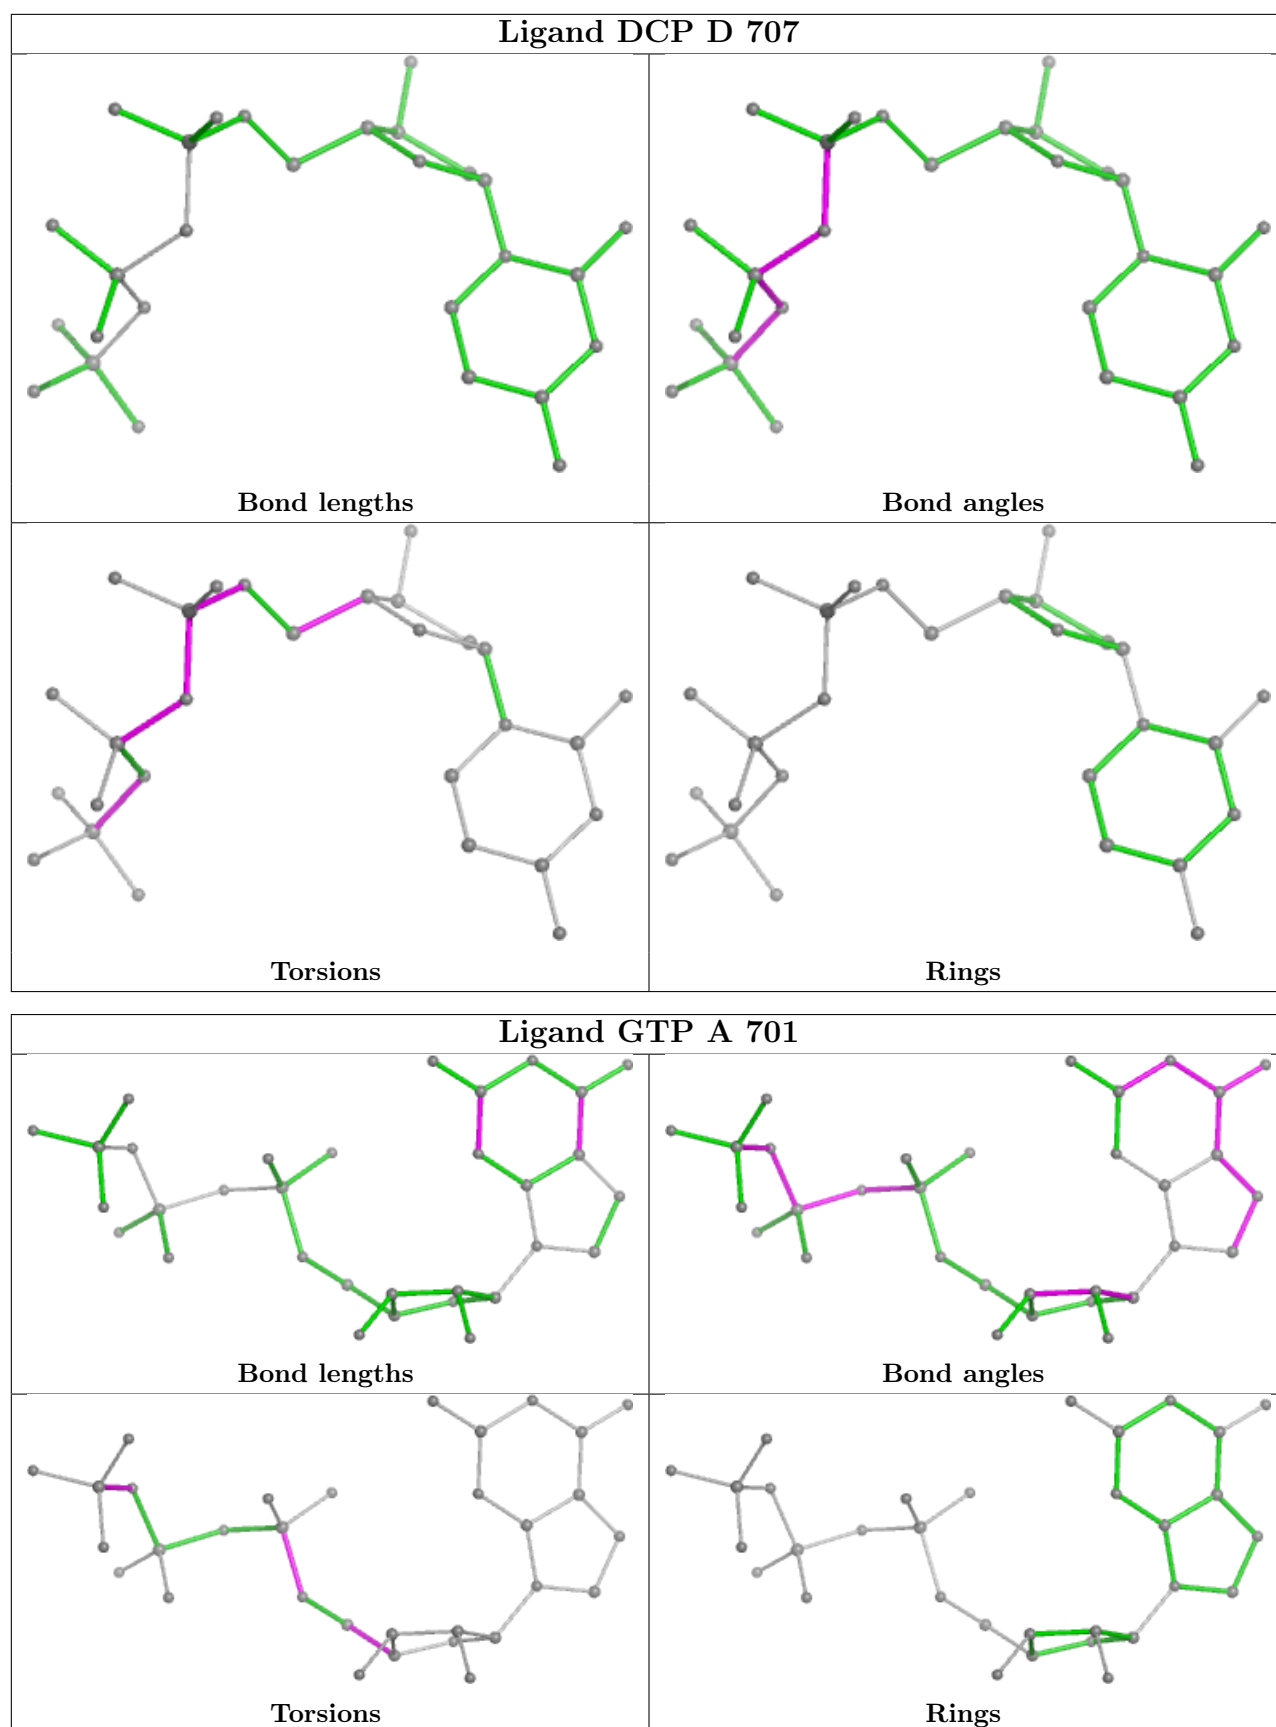 Ligand DCP D 707
Bond lengths
Bond angles
Torsions
Rings
Ligand GTP A 701
Bond lengths
Bond angles
Torsions
Rings